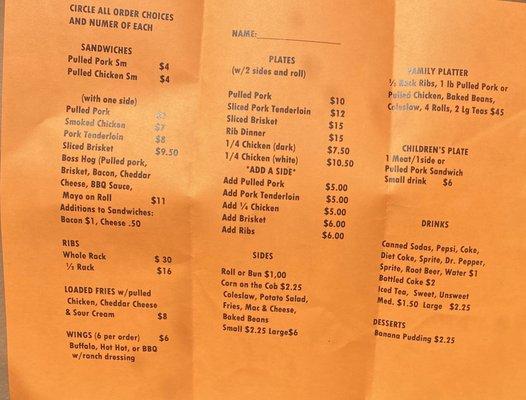 CIRCLE ALL ORDER CHOICES
AND NUMER OF EACH
SANDWICHES
Pulled Pork Sm $4
Pulled Chicken Sm $4
(with one side)
Pulled Pork
Smoked Chicken $7
Pork Tenderloin $8
Sliced Brisket $9.50
Boss Hog (Pulled pork,
Brisket, Bacon, Cheddar
Cheese, BBQ Sauce,
Mayo on Roll $11
Additions to Sandwiches:
Bacon $1, Cheese .50
RIBS
Whole Rack $ 30
½ Rack $16
LOADED FRIES w/pulled
Chicken, Cheddar Cheese
& Sour Cream $8
WINGS (6 per order) $6
Buffalo, Hot Hot, or BBQ
w/ranch dressing
NAME:
PLATES
(w/2 sides and roll)
Pulled Pork $10
Sliced Pork Tenderloin $12
Sliced Brisket $15
Rib Dinner $15
1/4 Chicken (dark) $7.50
1/4 Chicken (white) $10.50
*ADD A SIDE*
Add Pulled Pork $5.00
Add Pork Tenderloin $5.00
Add ¼ Chicken $5.00
Add Brisket $6.00
Add Ribs $6.00
SIDES
Roll or Bun $1,00
Corn on the Cob $2.25
Coleslaw, Potato Salad,
Fries, Mac & Cheese,
Baked Beans
Small $2.25 Large$6
FAMILY PLATTER
½ Rack Ribs, 1 lb Pulled Pork or
Pulled Chicken, Baked Beans,
Coleslaw, 4 Rolls, 2 Lg Teas $45
CHILDREN'S PLATE
1 Meat/1side or
Pulled Pork Sandwich
Small drink $6
DRINKS
Canned Sodas, Pepsi, Coke,
Diet Coke, Sprite, Dr. Pepper,
Sprite, Root Beer, Water $1
Bottled Coke $2
Iced Tea, Sweet, Unsweet
Med. $1.50 Large $2.25
DESSERTS
Banana Pudding $2.25